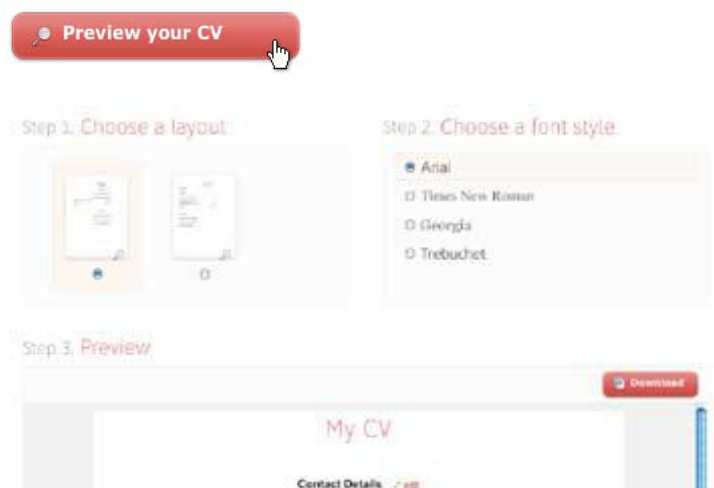 Preview your CV
Step 1. Choose a layout
Step 2. Choose a font style
Arial
Times New Roman
Georgia
Trebuchet
Step 3. Preview
Download
My CV
Contact Details edit